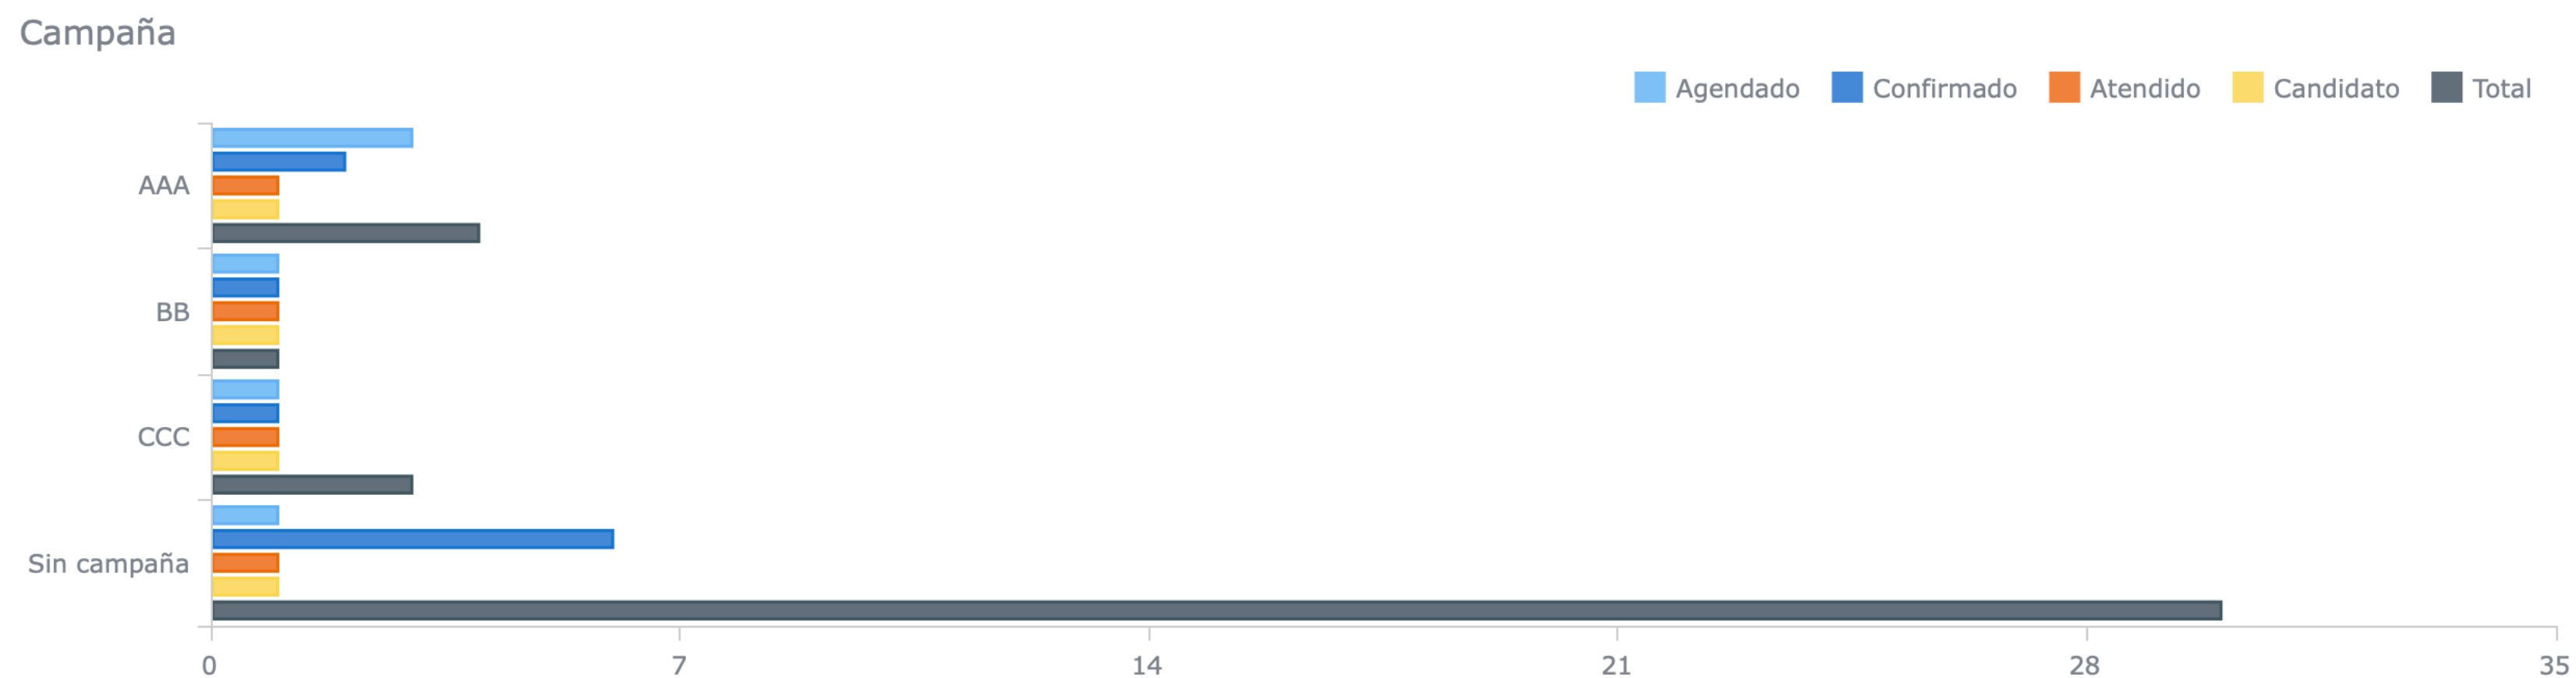 Campaña
Agendado Confirmado Atendido Candidato Total
AAA
BB
CCC
Sin campaña
0 7 14 21 28 35